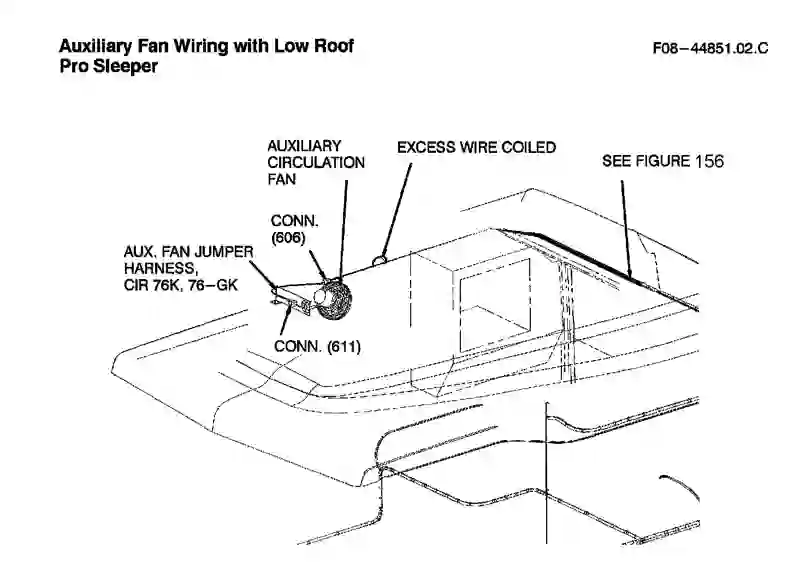 Auxiliary Fan Wiring with Low Roof
Pro Sleeper
F08-44851.02.C
AUXILIARY
CIRCULATION
FAN
EXCESS WIRE COILED
SEE FIGURE 156
CONN.
(606)
AUX. FAN JUMPER
HARNESS,
CIR 76K, 76-GK
CONN. (611)